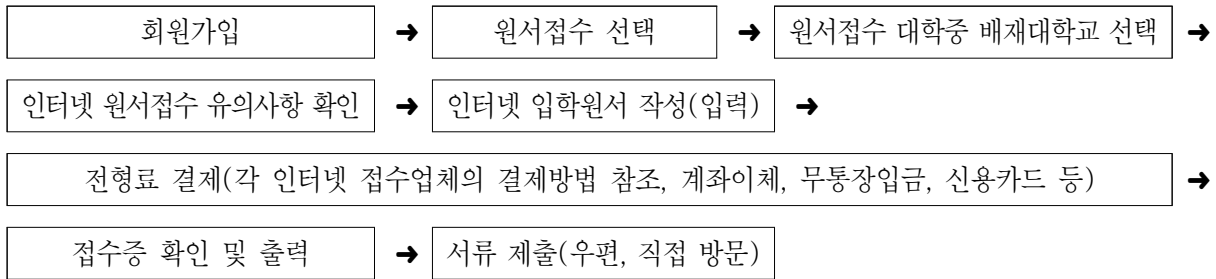 회원가입 ➜ 원서접수 선택 ➜ 원서접수 대학중 배재대학교 선택 ➜
인터넷 원서접수 유의사항 확인 ➜ 인터넷 입학원서 작성(입력) ➜
전형료 결제(각 인터넷 접수업체의 결제방법 참조, 계좌이체, 무통장입금, 신용카드 등) ➜
접수증 확인 및 출력 ➜ 서류 제출(우편, 직접 방문)